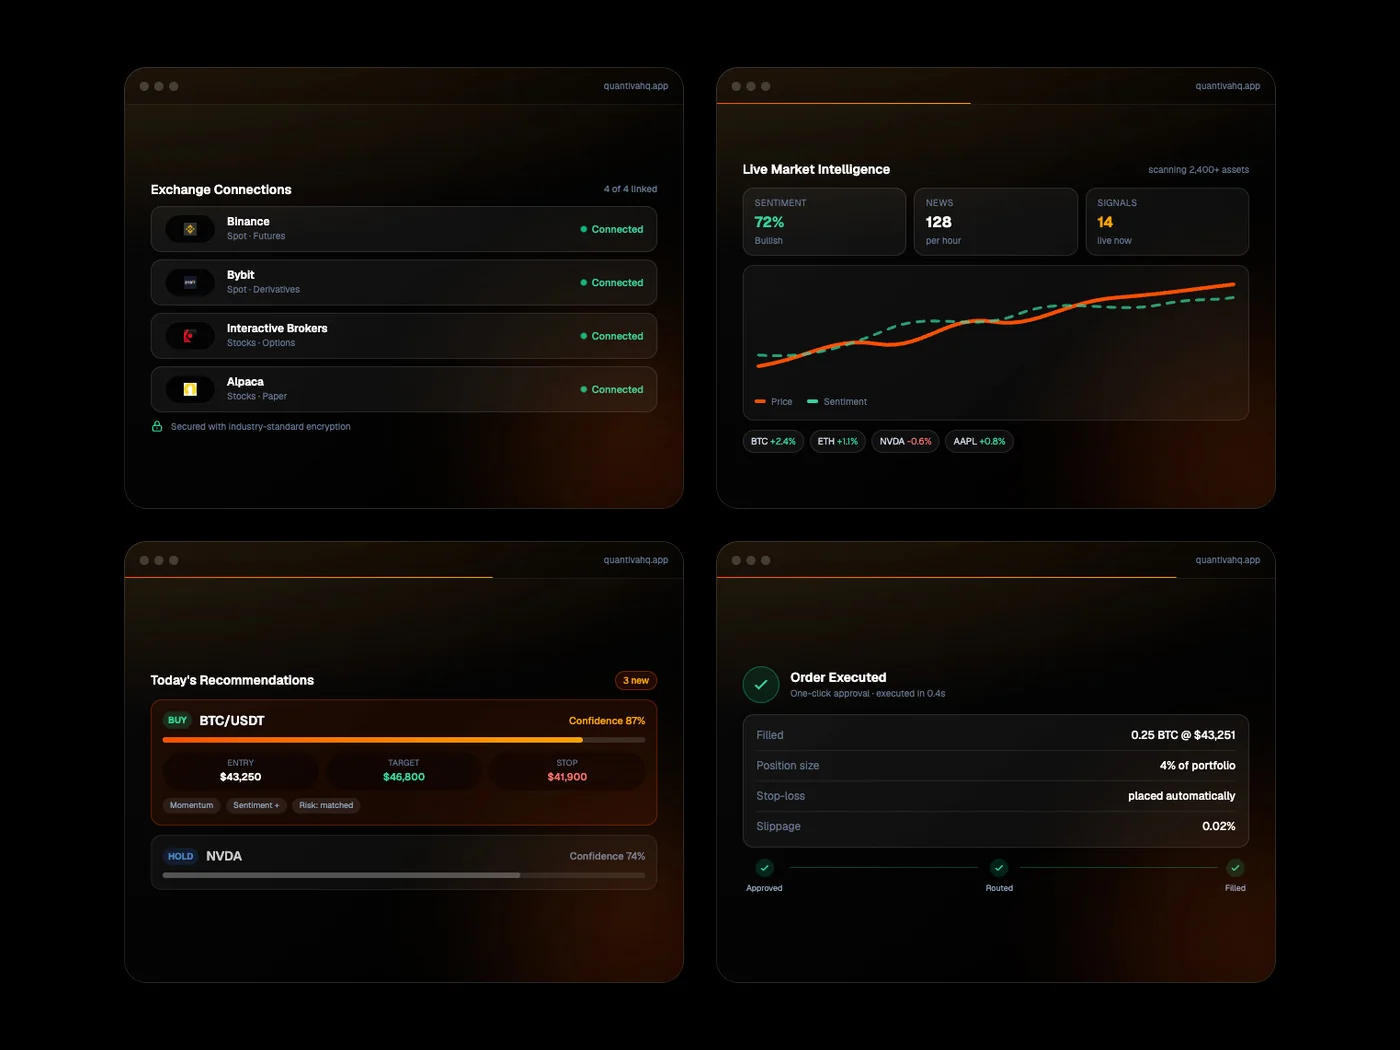 quantivahq.app
Exchange Connections
4 of 4 linked
Binance
Spot · Futures
Connected
Bybit
Spot · Derivatives
Connected
Interactive Brokers
Stocks · Options
Connected
Alpaca
Stocks · Paper
Connected
Secured with industry-standard encryption
quantivahq.app
Live Market Intelligence
scanning 2,400+ assets
SENTIMENT
72%
Bullish
NEWS
128
per hour
SIGNALS
14
live now
Price
Sentiment
BTC +2.4%
ETH +1.1%
NVDA -0.6%
AAPL +0.8%
quantivahq.app
Today's Recommendations
3 new
BUY BTC/USDT
Confidence 87%
ENTRY
$43,250
TARGET
$46,800
STOP
$41,900
Momentum
Sentiment +
Risk: matched
HOLD NVDA
Confidence 74%
quantivahq.app
Order Executed
One-click approval · executed in 0.4s
Filled
0.25 BTC @ $43,251
Position size
4% of portfolio
Stop-loss
placed automatically
Slippage
0.02%
Approved
Routed
Filled